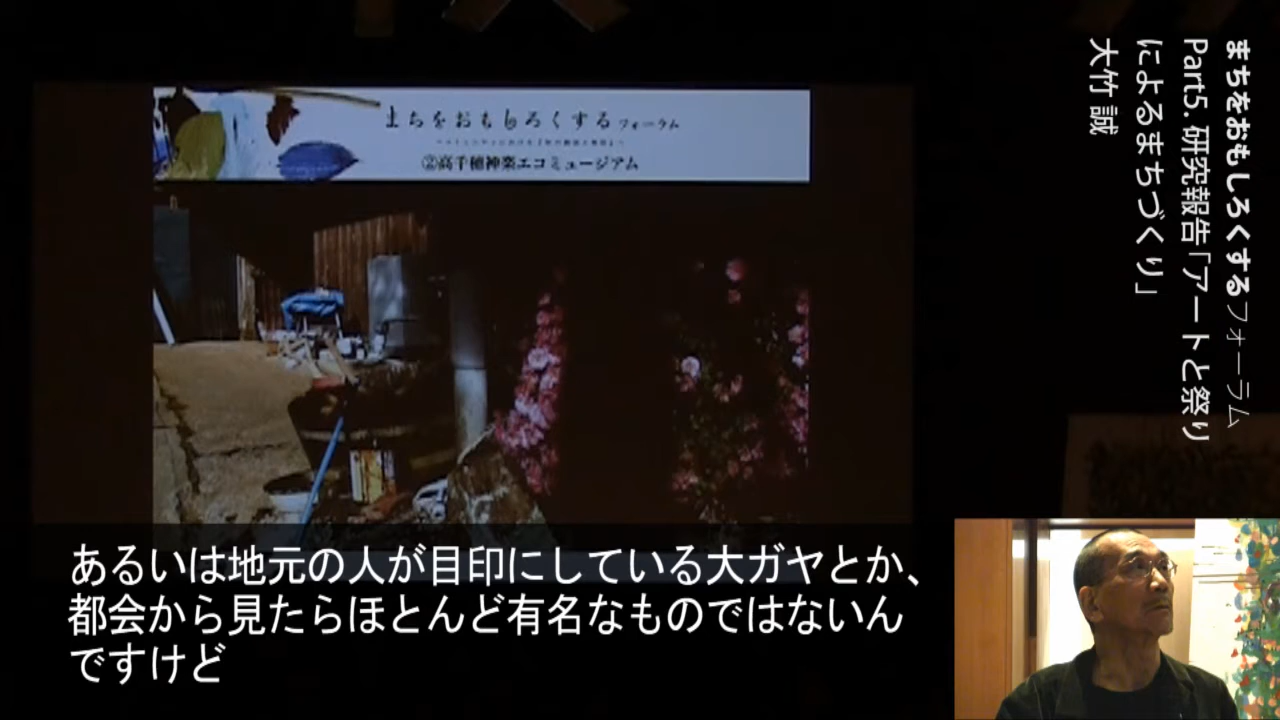 まちをおもしろくするフォーラム
Part5. 研究報告「アートと祭り
によるまちづくり」
大竹 誠
まちをおもしろくするフォーラム
②高千穂神楽エコミュージアム
あるいは地元の人が目印にしている大ガヤとか、
都会から見たらほとんど有名なものではないん
ですけど